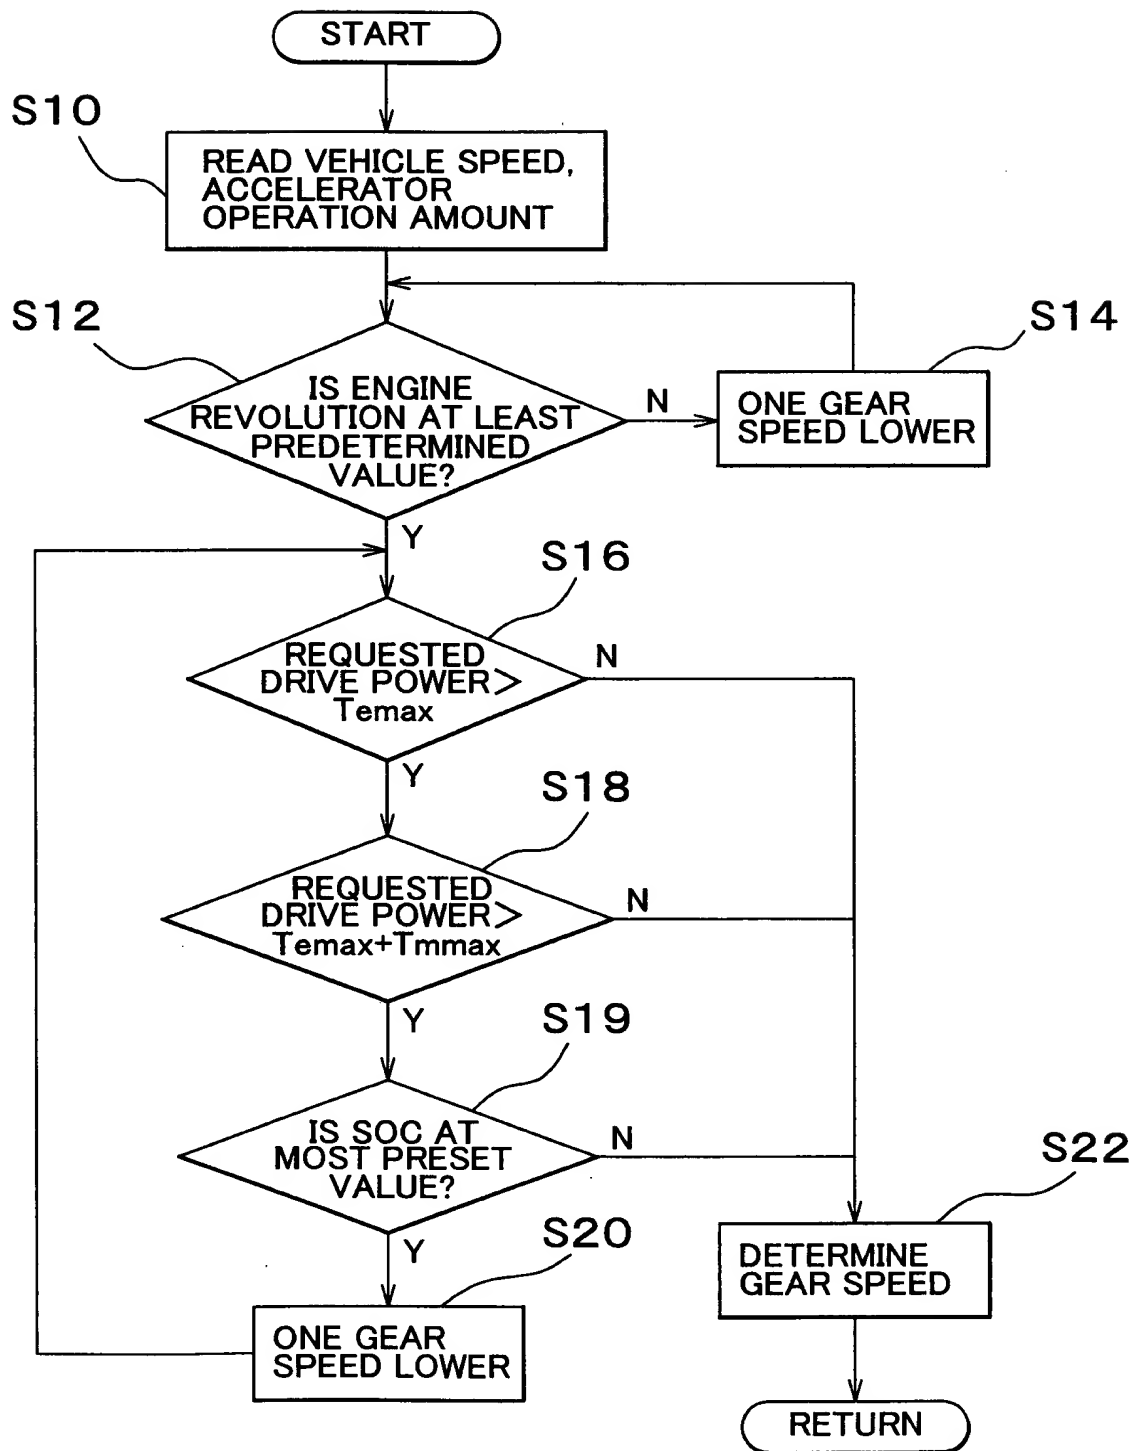 START
S10
READ VEHICLE SPEED,
ACCELERATOR
OPERATION AMOUNT
S12
IS ENGINE
REVOLUTION AT LEAST
PREDETERMINED
VALUE?
N
S14
ONE GEAR
SPEED LOWER
Y
S16
REQUESTED
DRIVE POWER>
Temax
N
Y
S18
REQUESTED
DRIVE POWER>
Temax+Tmmax
N
Y
S19
IS SOC AT
MOST PRESET
VALUE?
N
Y
S20
ONE GEAR
SPEED LOWER
S22
DETERMINE
GEAR SPEED
RETURN